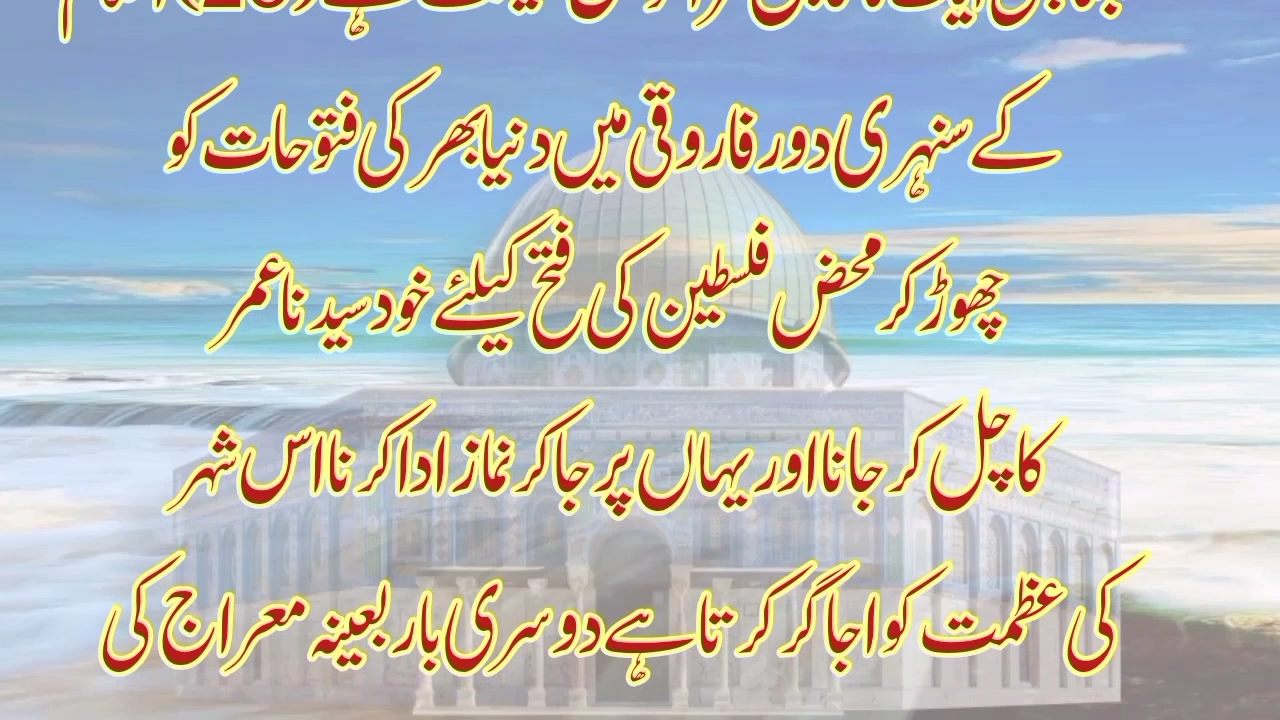 کے سنہری دور فاروقی میں دنیا بھر کی فتوحات کو
چھوڑ کر محض فلسطین کی فتح کیلئے خود سیدنا عمر
کا چل کر جانا اور یہاں پر جا کر نماز ادا کرنا اس شہر
کی عظمت کو اجاگر کرتا ہے دوسری بار بعینہ معراج کی